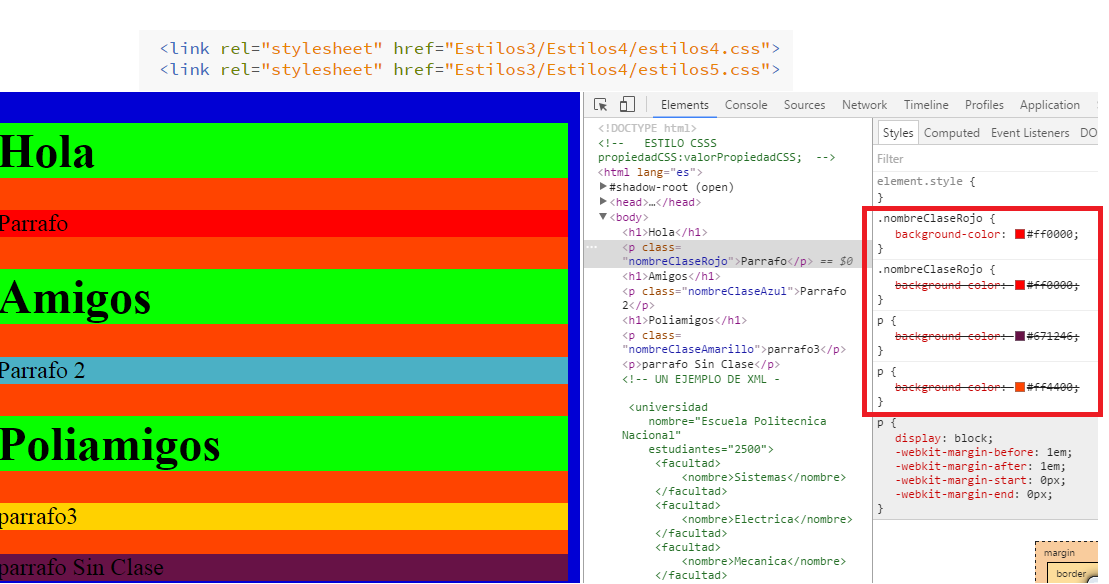 <link rel="stylesheet" href="Estilos3/Estilos4/estilos4.css">
<link rel="stylesheet" href="Estilos3/Estilos4/estilos5.css">
Hola
Parrafo
Amigos
Parrafo 2
Poliamigos
parrafo3
parrafo Sin Clase
Elements Console Sources Network Timeline Profiles Application
<!DOCTYPE html>
<!-- ESTILO CSSS
propiedadCSS:valorPropiedadCSS; -->
<html lang="es">
▶#shadow-root (open)
▶<head>…</head>
▼<body>
<h1>Hola</h1>
... <p class=
"nombreClaseRojo">Parrafo</p> == $0
<h1>Amigos</h1>
<p class="nombreClaseAzul">Parrafo
2</p>
<h1>Poliamigos</h1>
<p class=
"nombreClaseAmarillo">parrafo3</p>
<p>parrafo Sin Clase</p>
<!-- UN EJEMPLO DE XML -
<universidad
nombre="Escuela Politecnica
Nacional"
estudiantes="2500">
<facultad>
<nombre>Sistemas</nombre>
</facultad>
<facultad>
<nombre>Electrica</nombre>
</facultad>
<facultad>
<nombre>Mecanica</nombre>
</facultad>
Styles Computed Event Listeners DO
Filter
element.style {
}
.nombreClaseRojo {
background-color: #ff0000;
}
.nombreClaseRojo {
background-color: #ff0000;
}
p {
background-color: #671246;
}
p {
background-color: #ff4400;
}
p {
display: block;
-webkit-margin-before: 1em;
-webkit-margin-after: 1em;
-webkit-margin-start: 0px;
-webkit-margin-end: 0px;
}
margin
border